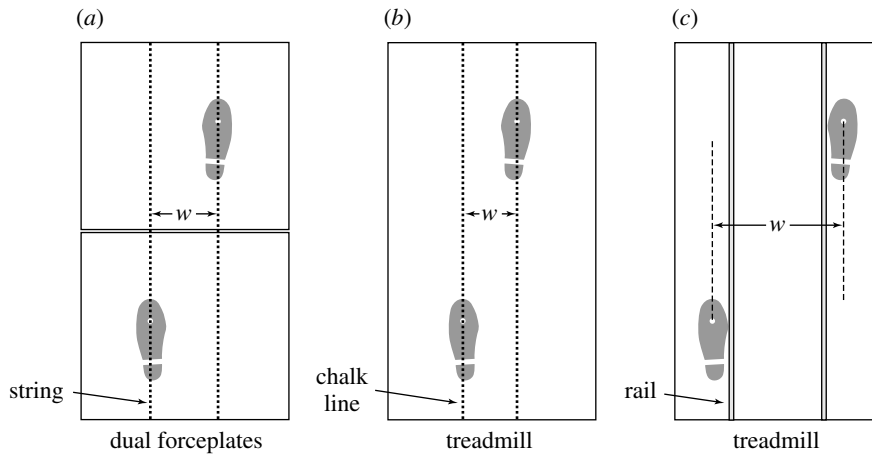 (a)
(b)
(c)
w
w
w
string
chalk
line
rail
dual forceplates
treadmill
treadmill